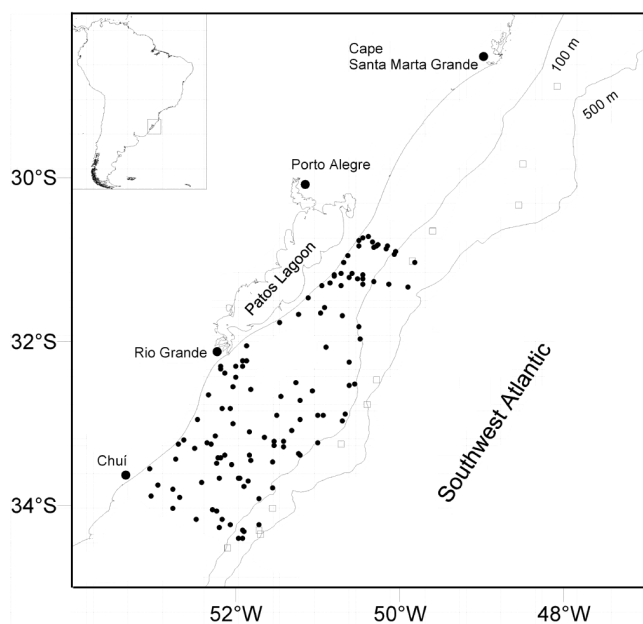 Cape
Santa Marta Grande
100 m
500 m
30°S
Porto Alegre
Patos Lagoon
32°S
Rio Grande
Southwest Atlantic
Chuí
34°S
52°W
50°W
48°W